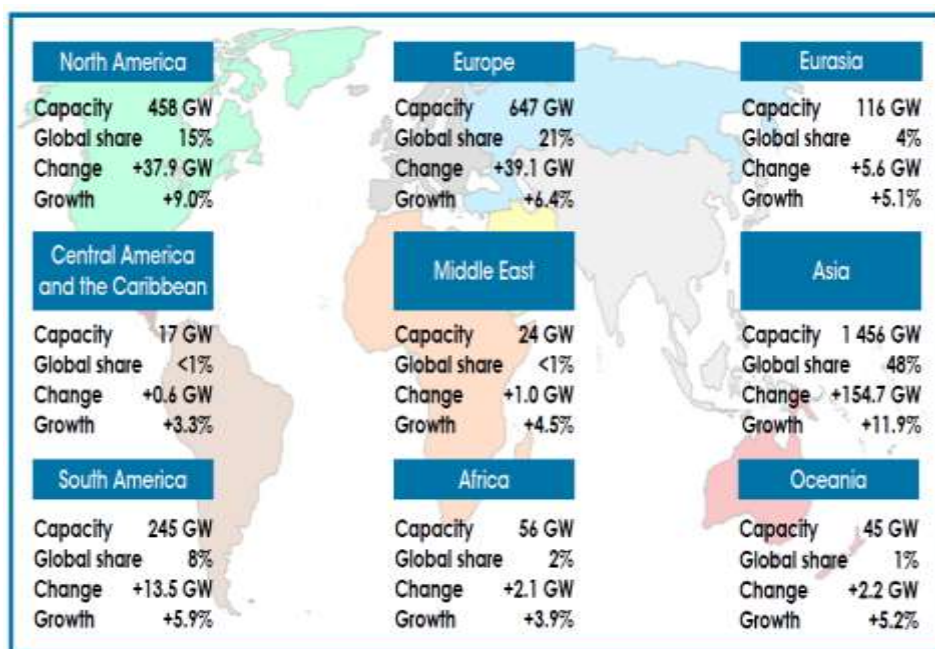 North America
Capacity 458 GW
Global share 15%
Change +37.9 GW
Growth +9.0%
Europe
Capacity 647 GW
Global share 21%
Change +39.1 GW
Growth +6.4%
Eurasia
Capacity 116 GW
Global share 4%
Change +5.6 GW
Growth +5.1%
Central America
and the Caribbean
Capacity 17 GW
Global share <1%
Change +0.6 GW
Growth +3.3%
Middle East
Capacity 24 GW
Global share <1%
Change +1.0 GW
Growth +4.5%
Asia
Capacity 1 456 GW
Global share 48%
Change +154.7 GW
Growth +11.9%
South America
Capacity 245 GW
Global share 8%
Change +13.5 GW
Growth +5.9%
Africa
Capacity 56 GW
Global share 2%
Change +2.1 GW
Growth +3.9%
Oceania
Capacity 45 GW
Global share 1%
Change +2.2 GW
Growth +5.2%